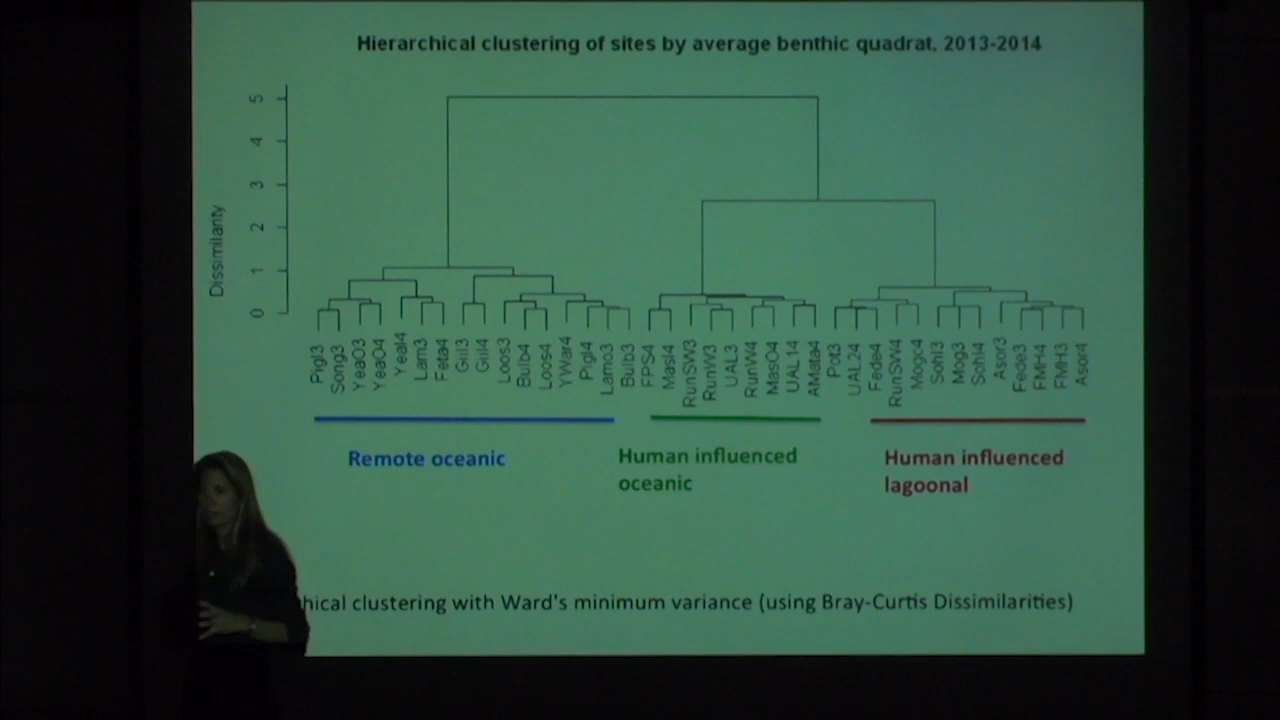 Hierarchical clustering of sites by average benthic quadrat, 2013-2014
Dissimilarity
5
4
3
2
1
0
Pigl3
Song3
YeaO3
YeaO4
Yeal4
Lam3
Feta4
Gil3
Gil4
Loos3
Bulb4
Loos4
YWar4
Pigl4
Lamo3
Bulb3
FPS4
Masl4
RunSW3
RunW3
UAL3
RunW4
MasO4
UAL14
AMata4
Pot3
UAL24
Fede4
RunSW4
Mogc4
Sohi3
Mog3
Sohl4
Asor3
Fede3
FMH4
FMH3
Asor4
Remote oceanic
Human influenced
oceanic
Human influenced
lagoonal
hical clustering with Ward's minimum variance (using Bray-Curtis Dissimilarities)